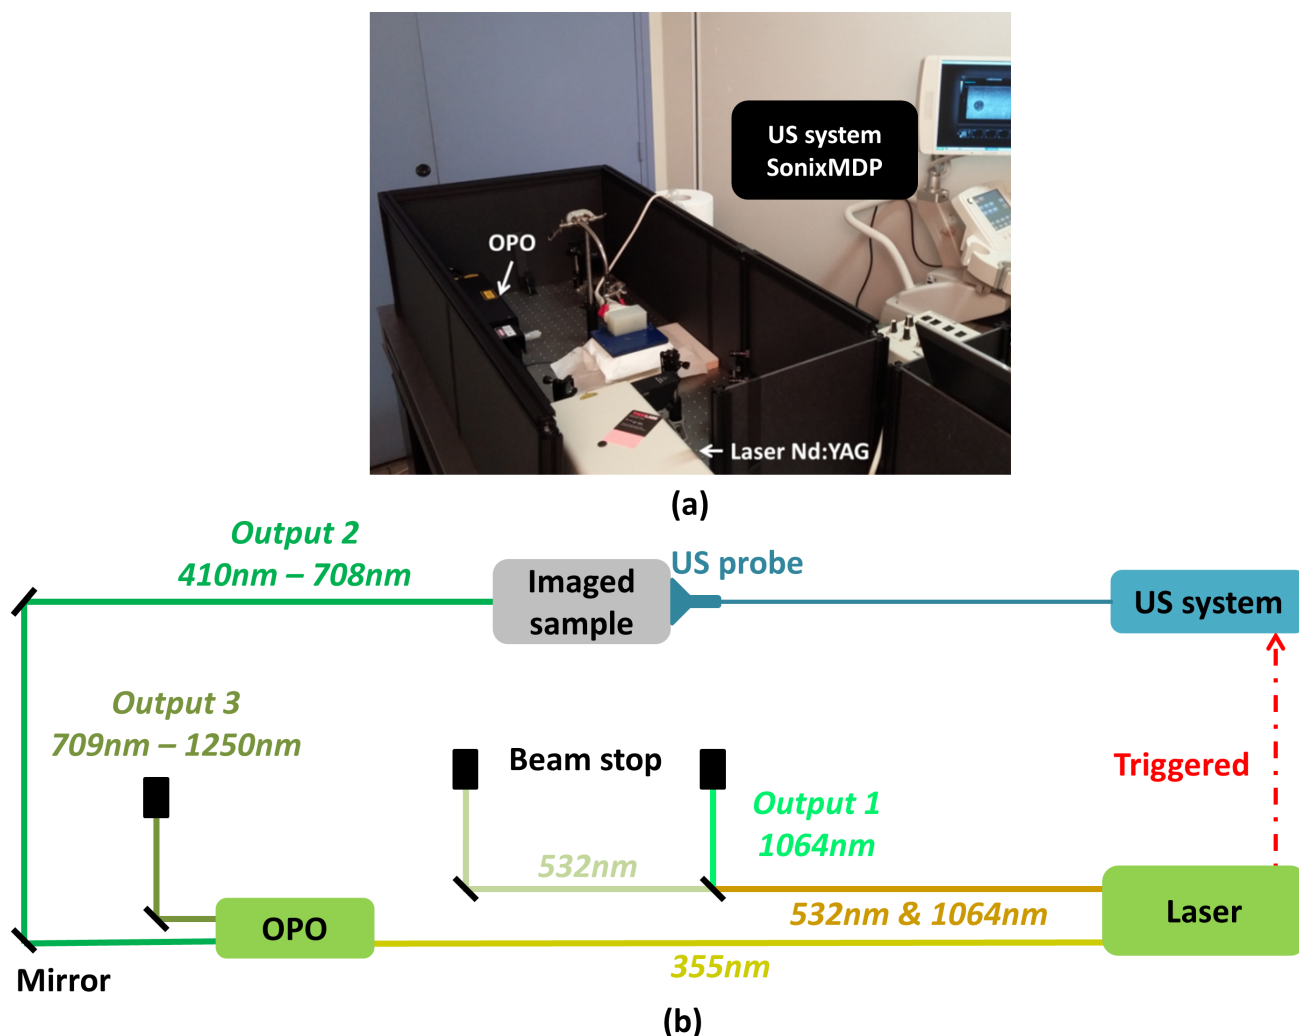 US system
SonixMDP
OPO
Laser Nd:YAG
(a)
Output 2
410nm – 708nm
Imaged
sample
US probe
US system
Output 3
709nm – 1250nm
Beam stop
Triggered
Output 1
1064nm
532nm
532nm & 1064nm
Laser
OPO
355nm
Mirror
(b)